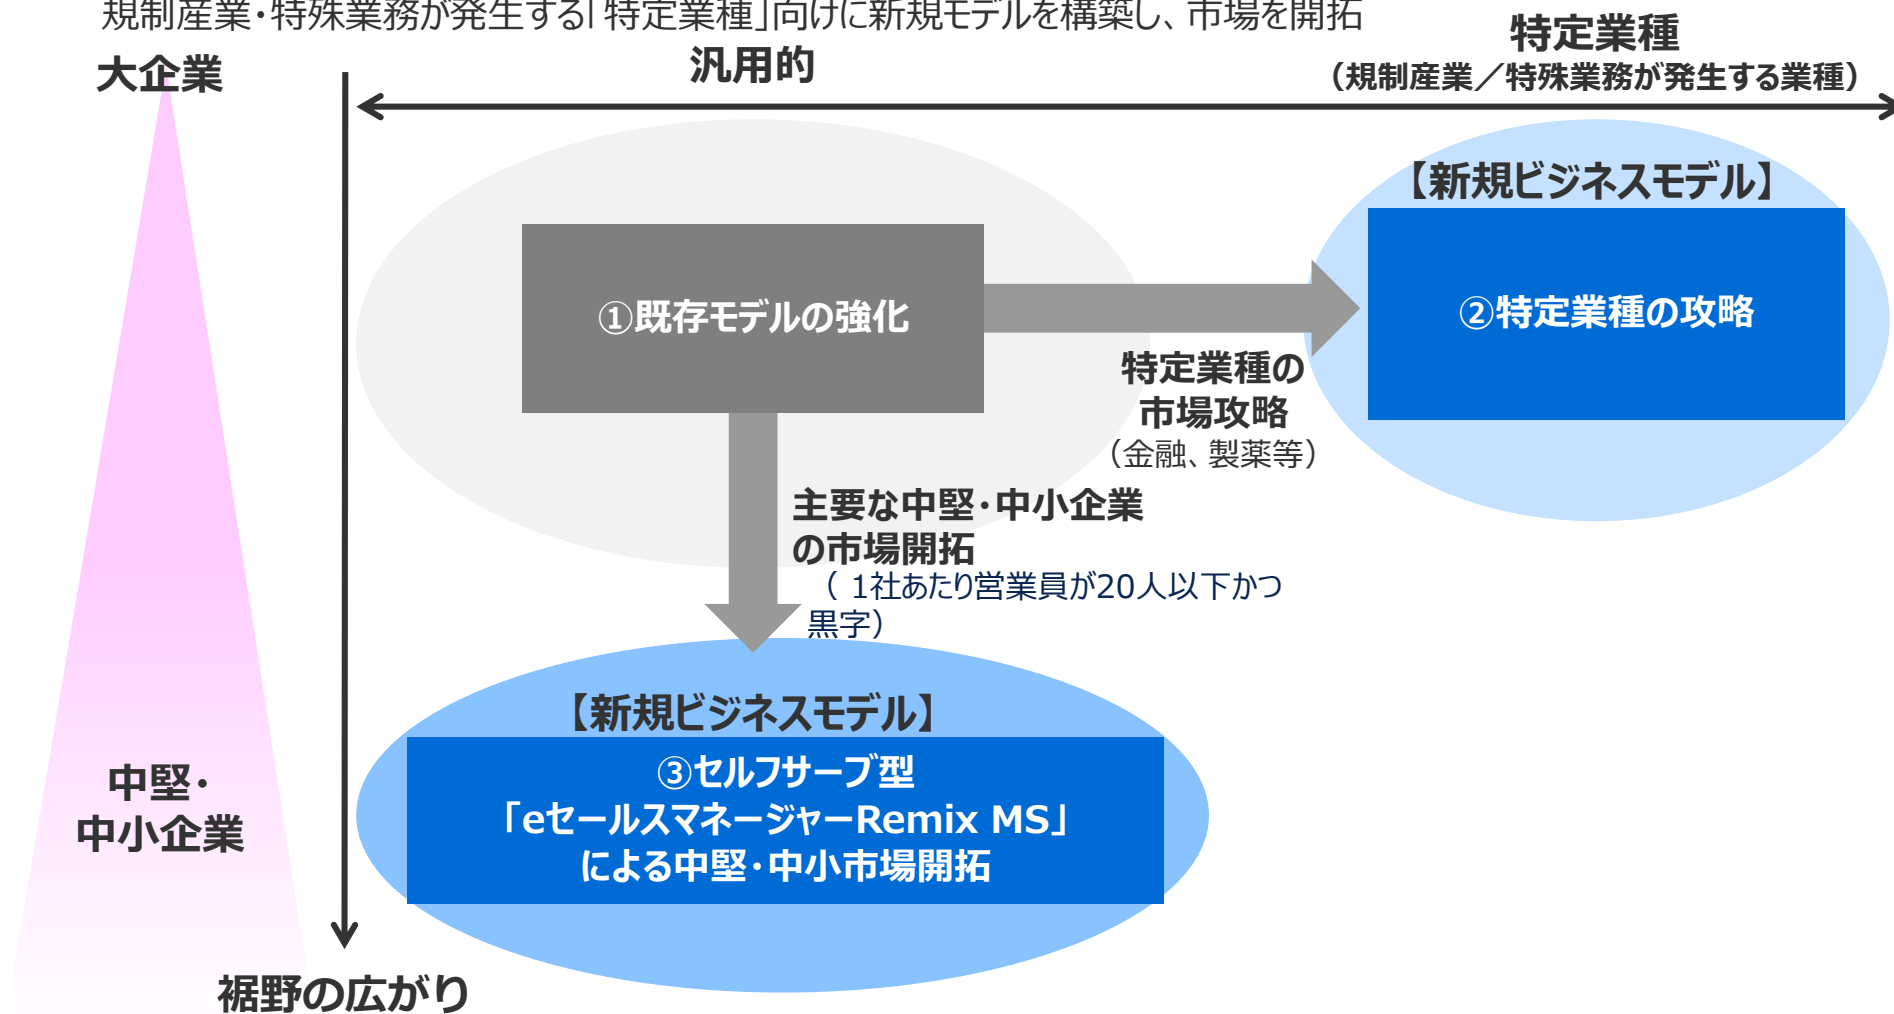 規制産業・特殊業務が発生する「特定業種」向けに新規モデルを構築し、市場を開拓
大企業
汎用的
特定業種
（規制産業／特殊業務が発生する業種）
【新規ビジネスモデル】
①既存モデルの強化
②特定業種の攻略
特定業種の
市場攻略
（金融、製薬等）
主要な中堅・中小企業
の市場開拓
（ 1社あたり営業員が20人以下かつ
黒字）
【新規ビジネスモデル】
③セルフサーブ型
「eセールスマネージャーRemix MS」
による中堅・中小市場開拓
中堅・
中小企業
裾野の広がり